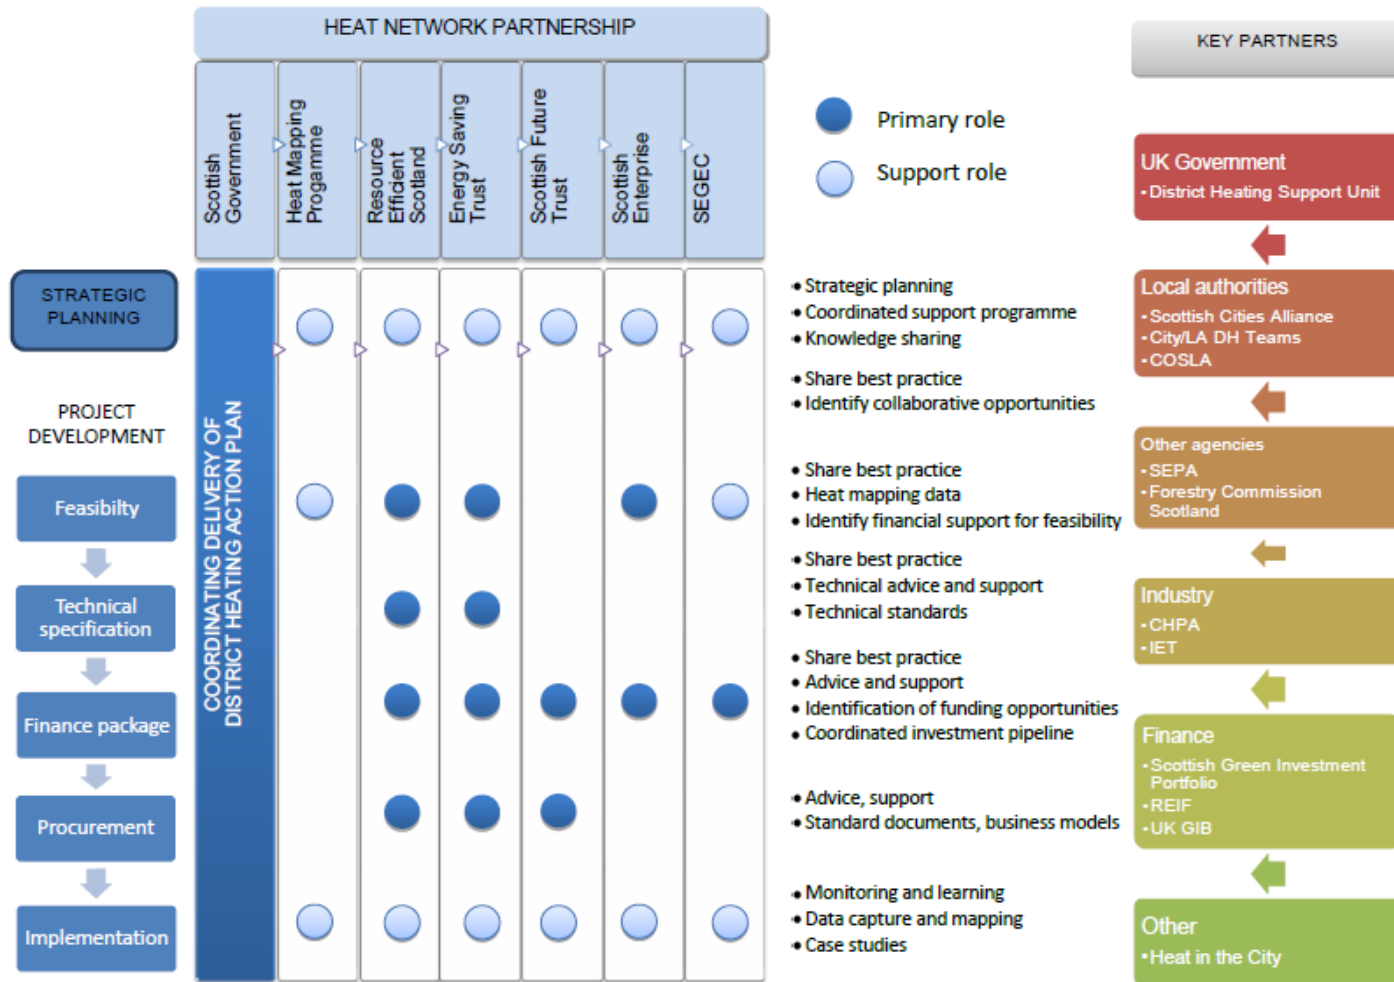 HEAT NETWORK PARTNERSHIP
KEY PARTNERS
Scottish
Government
Heat Mapping
Progamme
Resource
Efficient
Scotland
Energy Saving
Trust
Scottish Future
Trust
Scottish
Enterprise
SEGEC
Primary role
Support role
STRATEGIC
PLANNING
PROJECT
DEVELOPMENT
Feasibilty
Technical
specification
Finance package
Procurement
Implementation
COORDINATING DELIVERY OF
DISTRICT HEATING ACTION PLAN
• Strategic planning
• Coordinated support programme
• Knowledge sharing
• Share best practice
• Identify collaborative opportunities
• Share best practice
• Heat mapping data
• Identify financial support for feasibility
• Share best practice
• Technical advice and support
• Technical standards
• Share best practice
• Advice and support
• Identification of funding opportunities
• Coordinated investment pipeline
• Advice, support
• Standard documents, business models
• Monitoring and learning
• Data capture and mapping
• Case studies
UK Government
• District Heating Support Unit
Local authorities
• Scottish Cities Alliance
• City/LA DH Teams
• COSLA
Other agencies
• SEPA
• Forestry Commission
Scotland
Industry
• CHPA
• IET
Finance
• Scottish Green Investment
Portfolio
• REIF
• UK GIB
Other
• Heat in the City